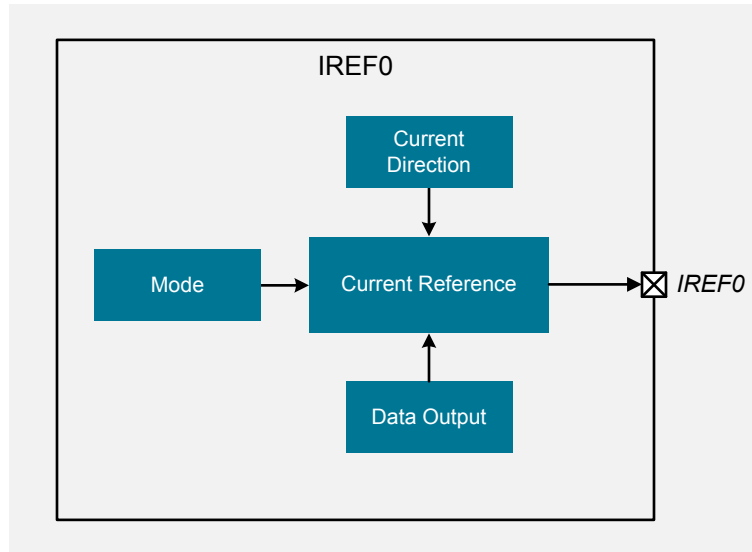 IREF0
Current
Direction
Mode
Current Reference
IREF0
Data Output